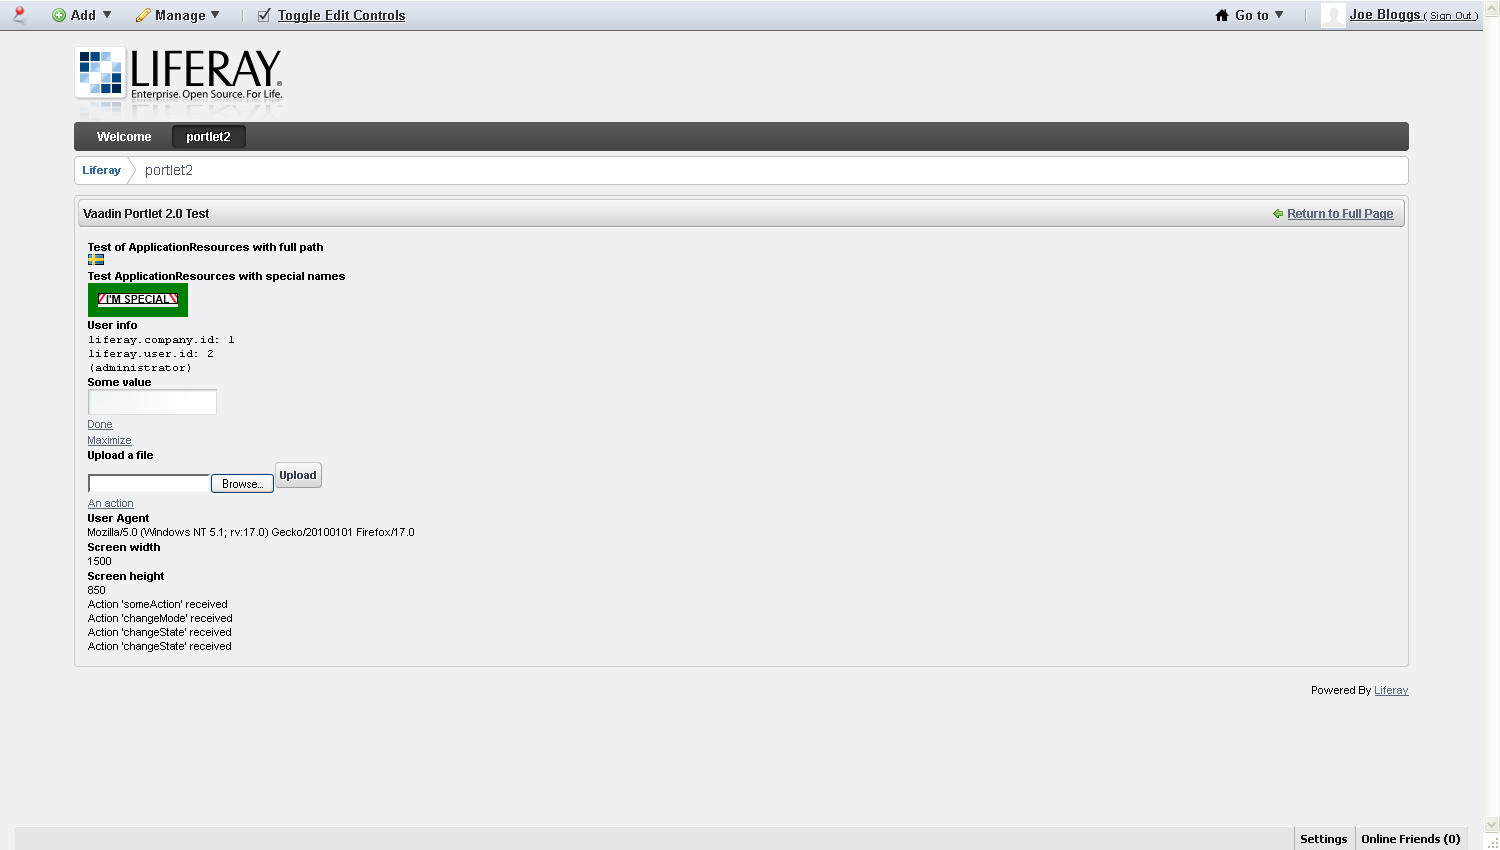 Add Manage Toggle Edit Controls Go to Joe Bloggs ( Sign Out )
LIFERAY.
Enterprise. Open Source. For Life.
Welcome portlet2
Liferay portlet2
Vaadin Portlet 2.0 Test Return to Full Page
Test of ApplicationResources with full path
Test ApplicationResources with special names
I'M SPECIAL
User info
liferay.company.id: 1
liferay.user.id: 2
(administrator)
Some value
Done
Maximize
Upload a file
Browse... Upload
An action
User Agent
Mozilla/5.0 (Windows NT 5.1; rv:17.0) Gecko/20100101 Firefox/17.0
Screen width
1500
Screen height
850
Action 'someAction' received
Action 'changeMode' received
Action 'changeState' received
Action 'changeState' received
Powered By Liferay
Settings Online Friends (0)